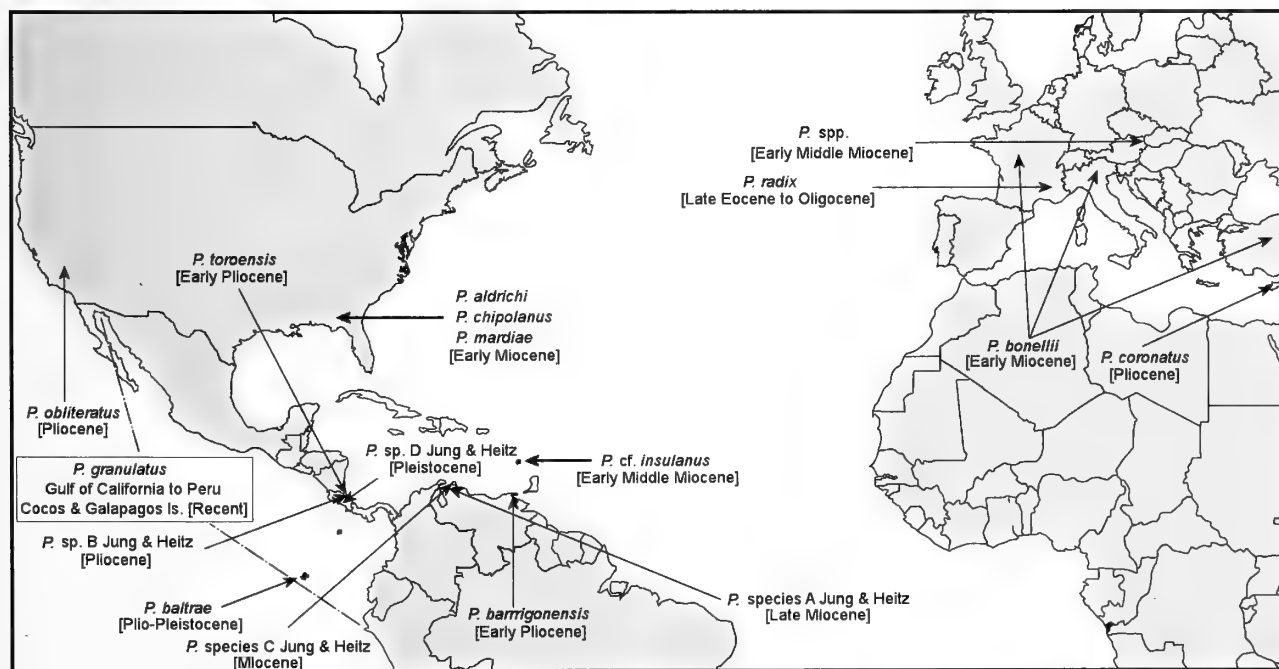 P. spp.
[Early Middle Miocene]
P. radix
[Late Eocene to Oligocene]
P. toroensis
[Early Pliocene]
P. aldrichi
P. chipolanus
P. mardiae
[Early Miocene]
P. bonellii
[Early Miocene]
P. coronatus
[Pliocene]
P. obliteratus
[Pliocene]
P. sp. D Jung & Heitz
[Pleistocene]
P. cf. insulanus
[Early Middle Miocene]
P. granulatus
Gulf of California to Peru
Cocos & Galapagos Is. [Recent]
P. sp. B Jung & Heitz
[Pliocene]
P. baltrae
[Plio-Pleistocene]
P. barrrigonensis
[Early Pliocene]
P. species A Jung & Heitz
[Late Miocene]
P. species C Jung & Heitz
[Miocene]